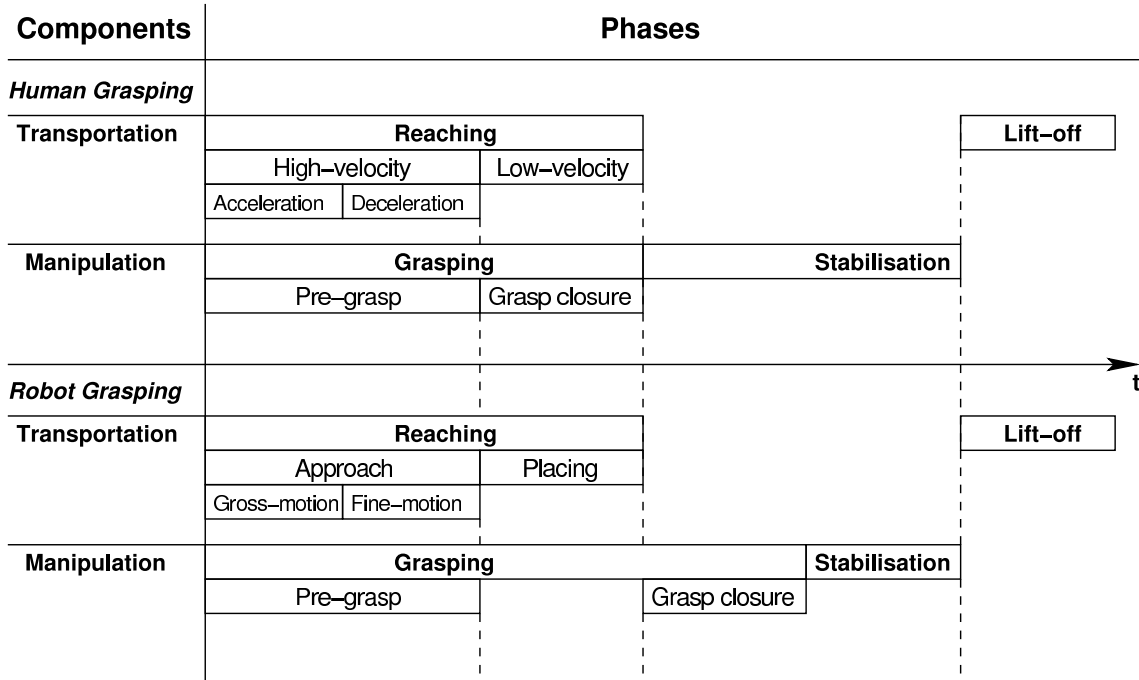 Components Phases
Human Grasping
Transportation Reaching Lift–off
High–velocity Low–velocity
Acceleration Deceleration
Manipulation Grasping Stabilisation
Pre–grasp Grasp closure
t
Robot Grasping
Transportation Reaching Lift–off
Approach Placing
Gross–motion Fine–motion
Manipulation Grasping Stabilisation
Pre–grasp Grasp closure